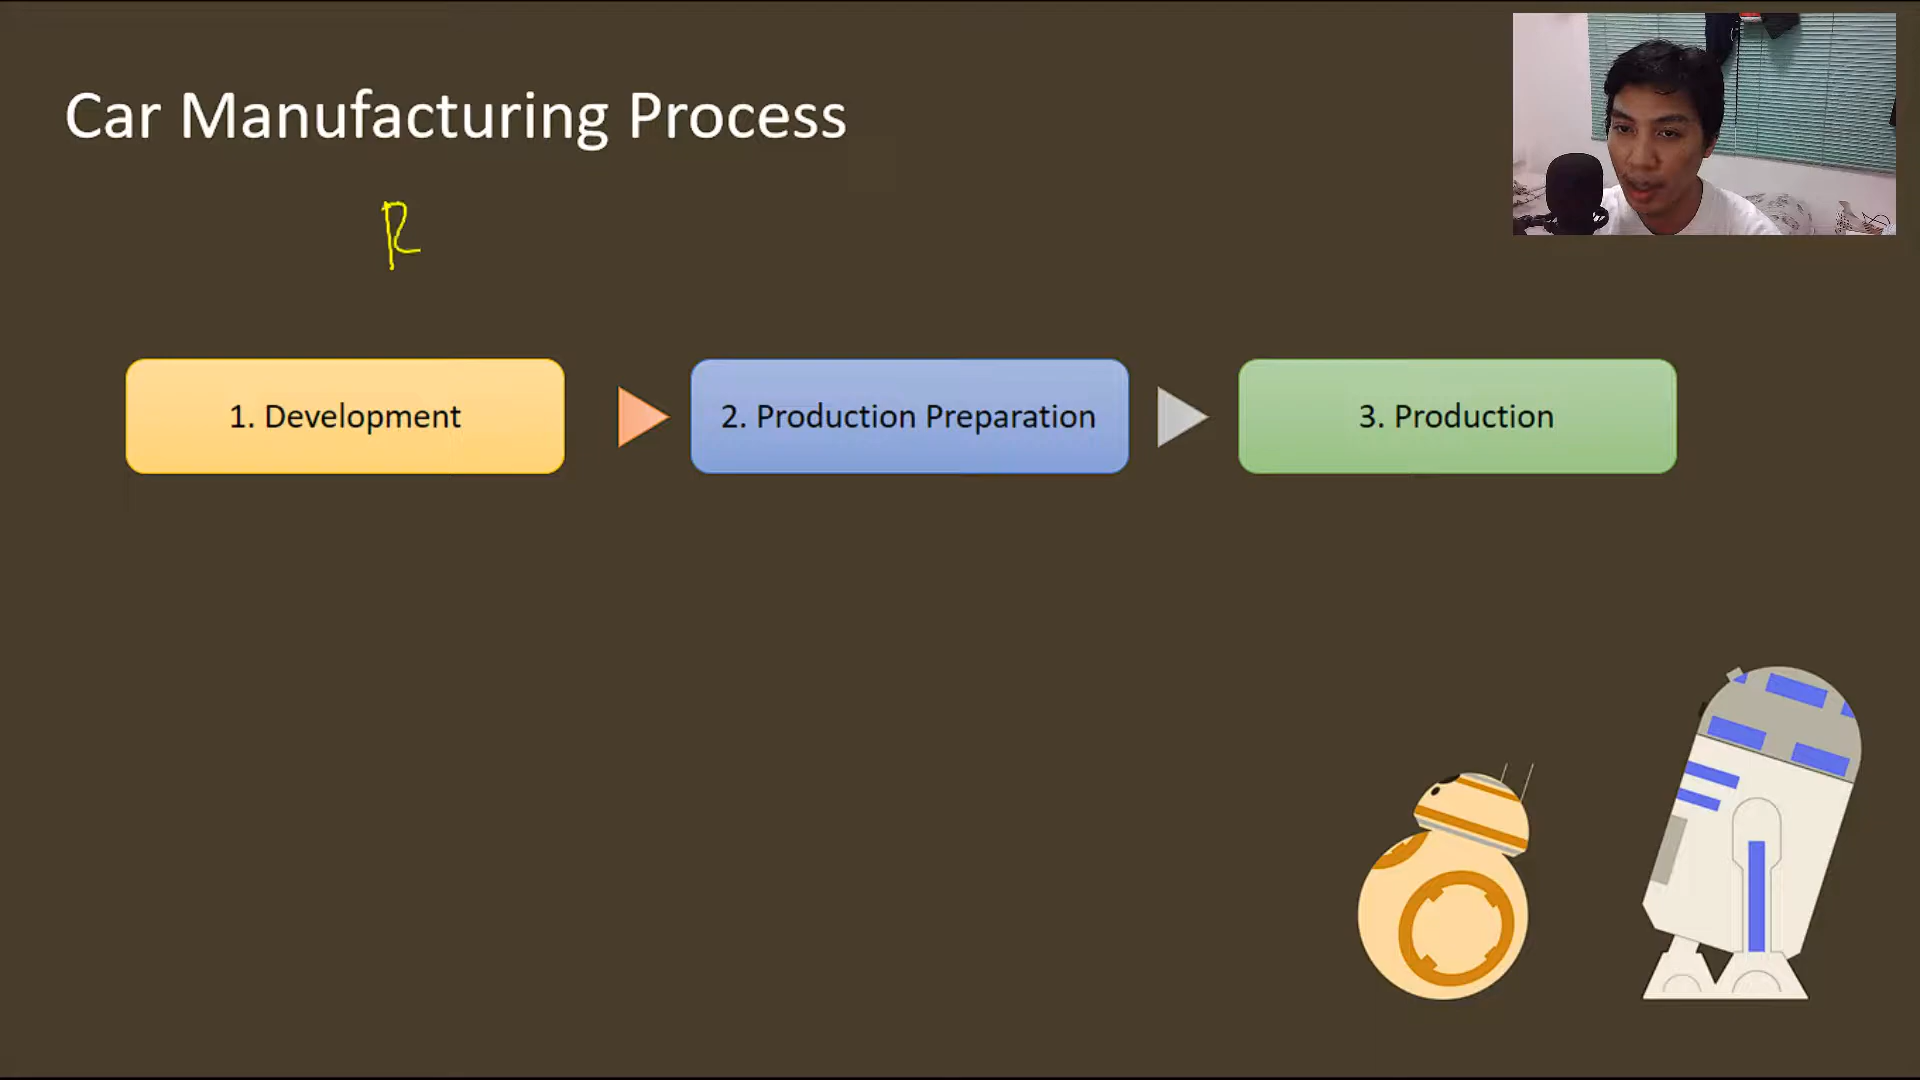 Car Manufacturing Process
R
1. Development
2. Production Preparation
3. Production